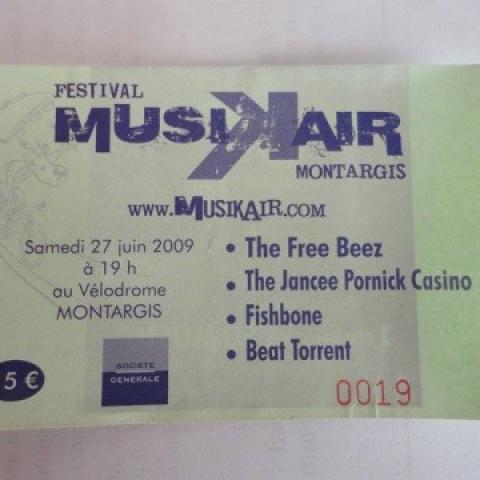 FESTIVAL
MUSIKAIR
MONTARGIS
WWW.MUSIKAIR.COM
Samedi 27 juin 2009
à 19 h
au Vélodrome
MONTARGIS
• The Free Beez
• The Jancee Pornick Casino
• Fishbone
• Beat Torrent
5 €
SOCIETE
GENERALE
0019